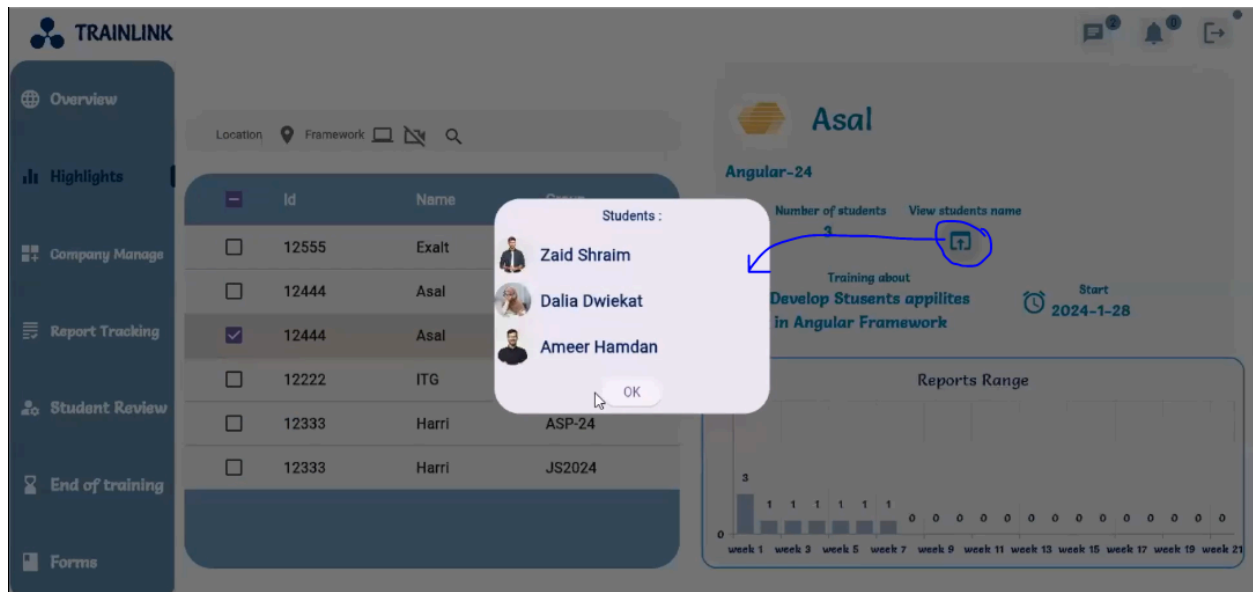 TRAINLINK
2
0
Overview
Highlights
Company Manage
Report Tracking
Student Review
End of training
Forms
Location Framework
Id Name Group
12555 Exalt
12444 Asal
12444 Asal
12222 ITG
12333 Harri ASP-24
12333 Harri JS2024
Students :
Zaid Shraim
Dalia Dwiekat
Ameer Hamdan
OK
Asal
Angular-24
Number of students View students name
3
Training about
Develop Stusents appilites
in Angular Framework
Start
2024-1-28
Reports Range
3
1 1 1 1 1 1 0 0 0 0 0 0 0 0 0 0 0 0 0 0
0
week 1 week 3 week 5 week 7 week 9 week 11 week 13 week 15 week 17 week 19 week 21